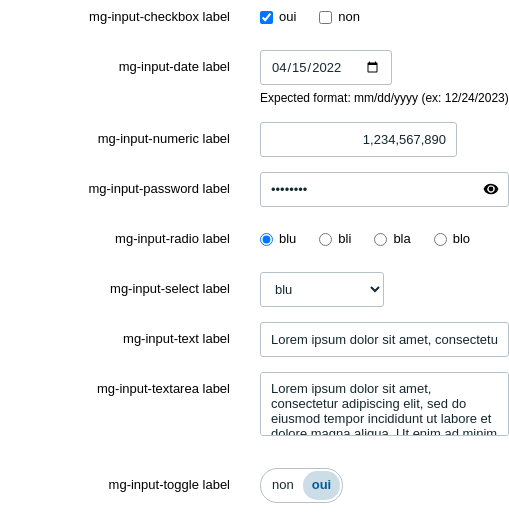 mg-input-checkbox label oui non
mg-input-date label 04/15/2022
Expected format: mm/dd/yyyy (ex: 12/24/2023)
mg-input-numeric label 1,234,567,890
mg-input-password label ••••••••
mg-input-radio label blu bli bla blo
mg-input-select label blu
mg-input-text label Lorem ipsum dolor sit amet, consectetu
mg-input-textarea label Lorem ipsum dolor sit amet,
consectetur adipiscing elit, sed do
eiusmod tempor incididunt ut labore et
dolore magna aliqua. Ut enim ad minim
mg-input-toggle label non oui